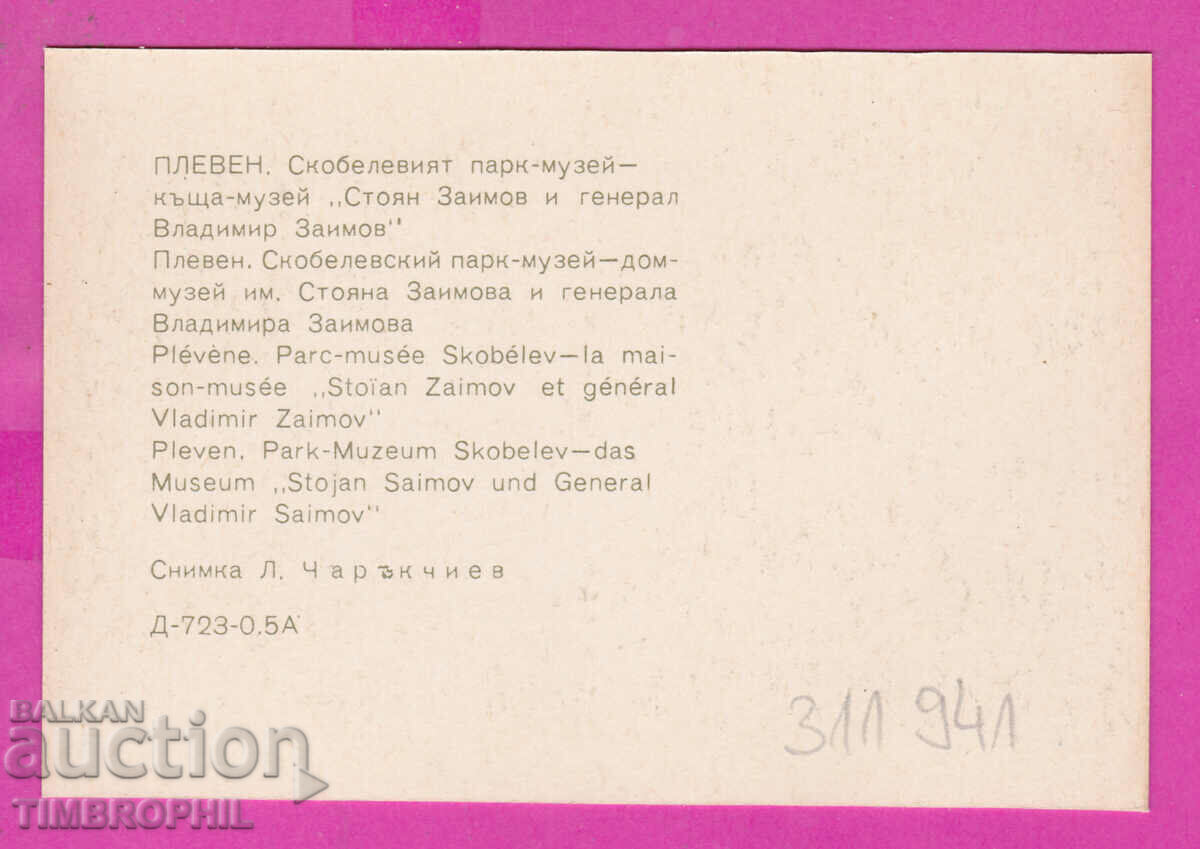 ПЛЕВЕН. Скобелевият парк-музей—
къща-музей „Стоян Заимов и генерал
Владимир Заимов"
Плевен. Скобелевский парк-музей—дом-
музей им. Стояна Заимова и генерала
Владимира Заимова
Plévène. Parc-musée Skobélev—la mai-
son-musée „Stoïan Zaimov et général
Vladimir Zaimov"
Pleven. Park-Muzeum Skobelev—das
Museum „Stojan Saimov und General
Vladimir Saimov"
Снимка Л. Чаръкчиев
Д-723-0.5А
311941
BALKAN
auction
TIMBROPHIL